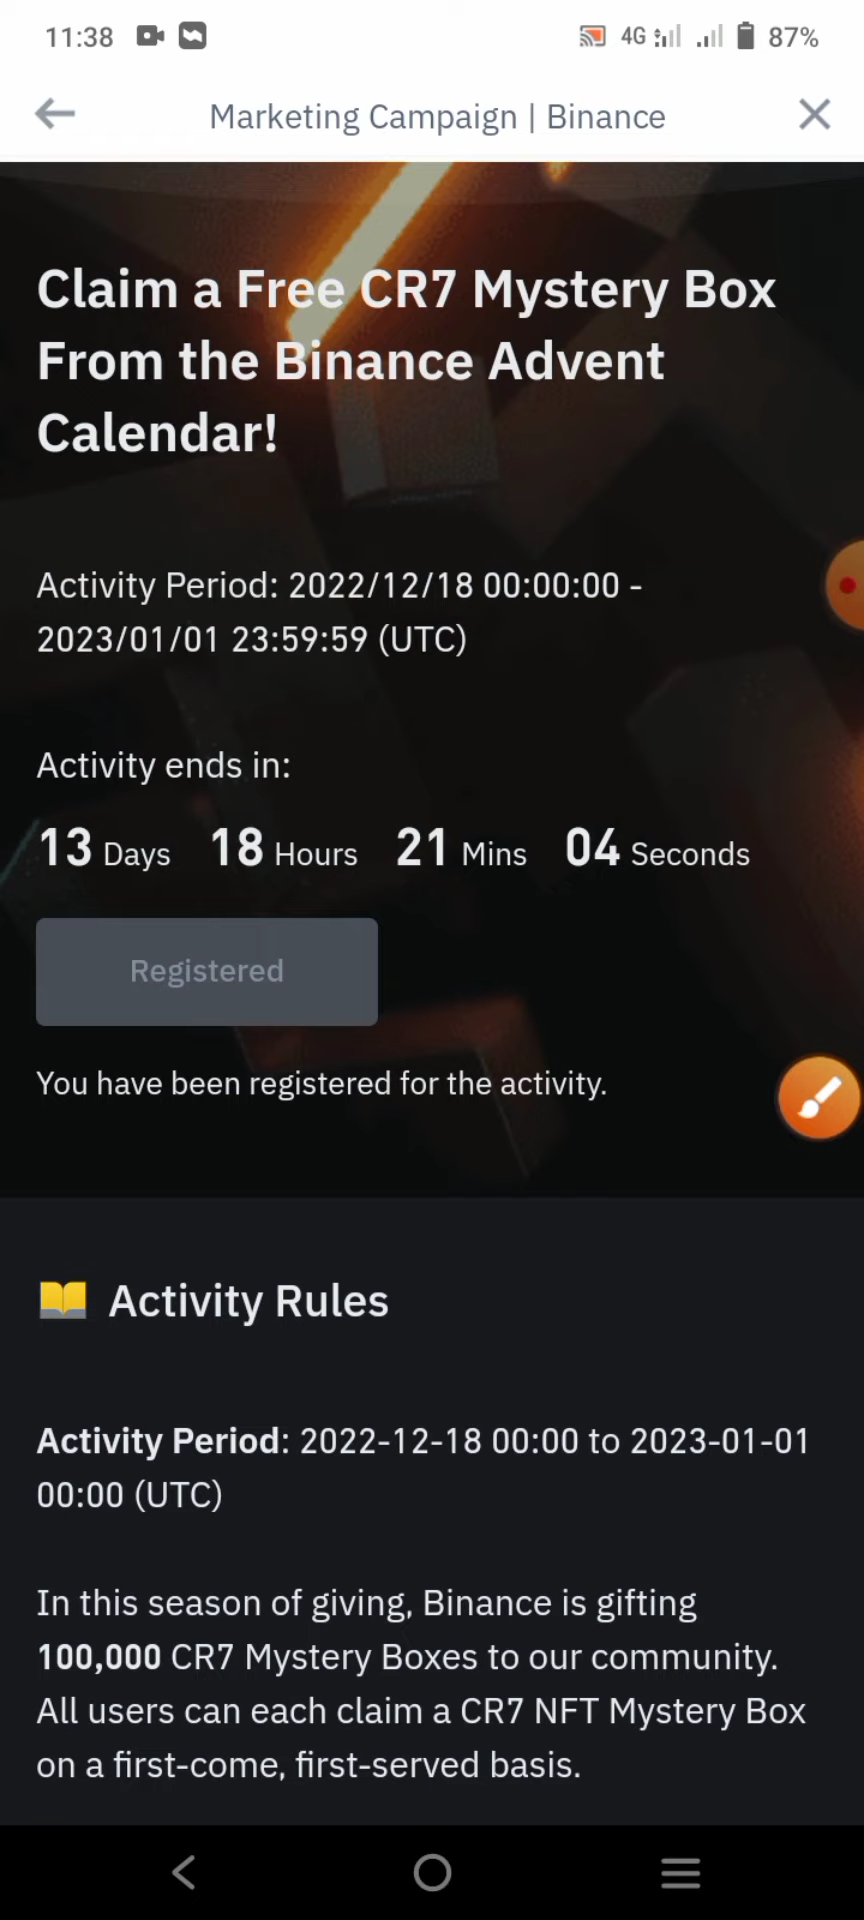 11:38 4G 87%
Marketing Campaign | Binance
Claim a Free CR7 Mystery Box
From the Binance Advent
Calendar!
Activity Period: 2022/12/18 00:00:00 -
2023/01/01 23:59:59 (UTC)
Activity ends in:
13 Days 18 Hours 21 Mins 04 Seconds
Registered
You have been registered for the activity.
Activity Rules
Activity Period: 2022-12-18 00:00 to 2023-01-01
00:00 (UTC)
In this season of giving, Binance is gifting
100,000 CR7 Mystery Boxes to our community.
All users can each claim a CR7 NFT Mystery Box
on a first-come, first-served basis.